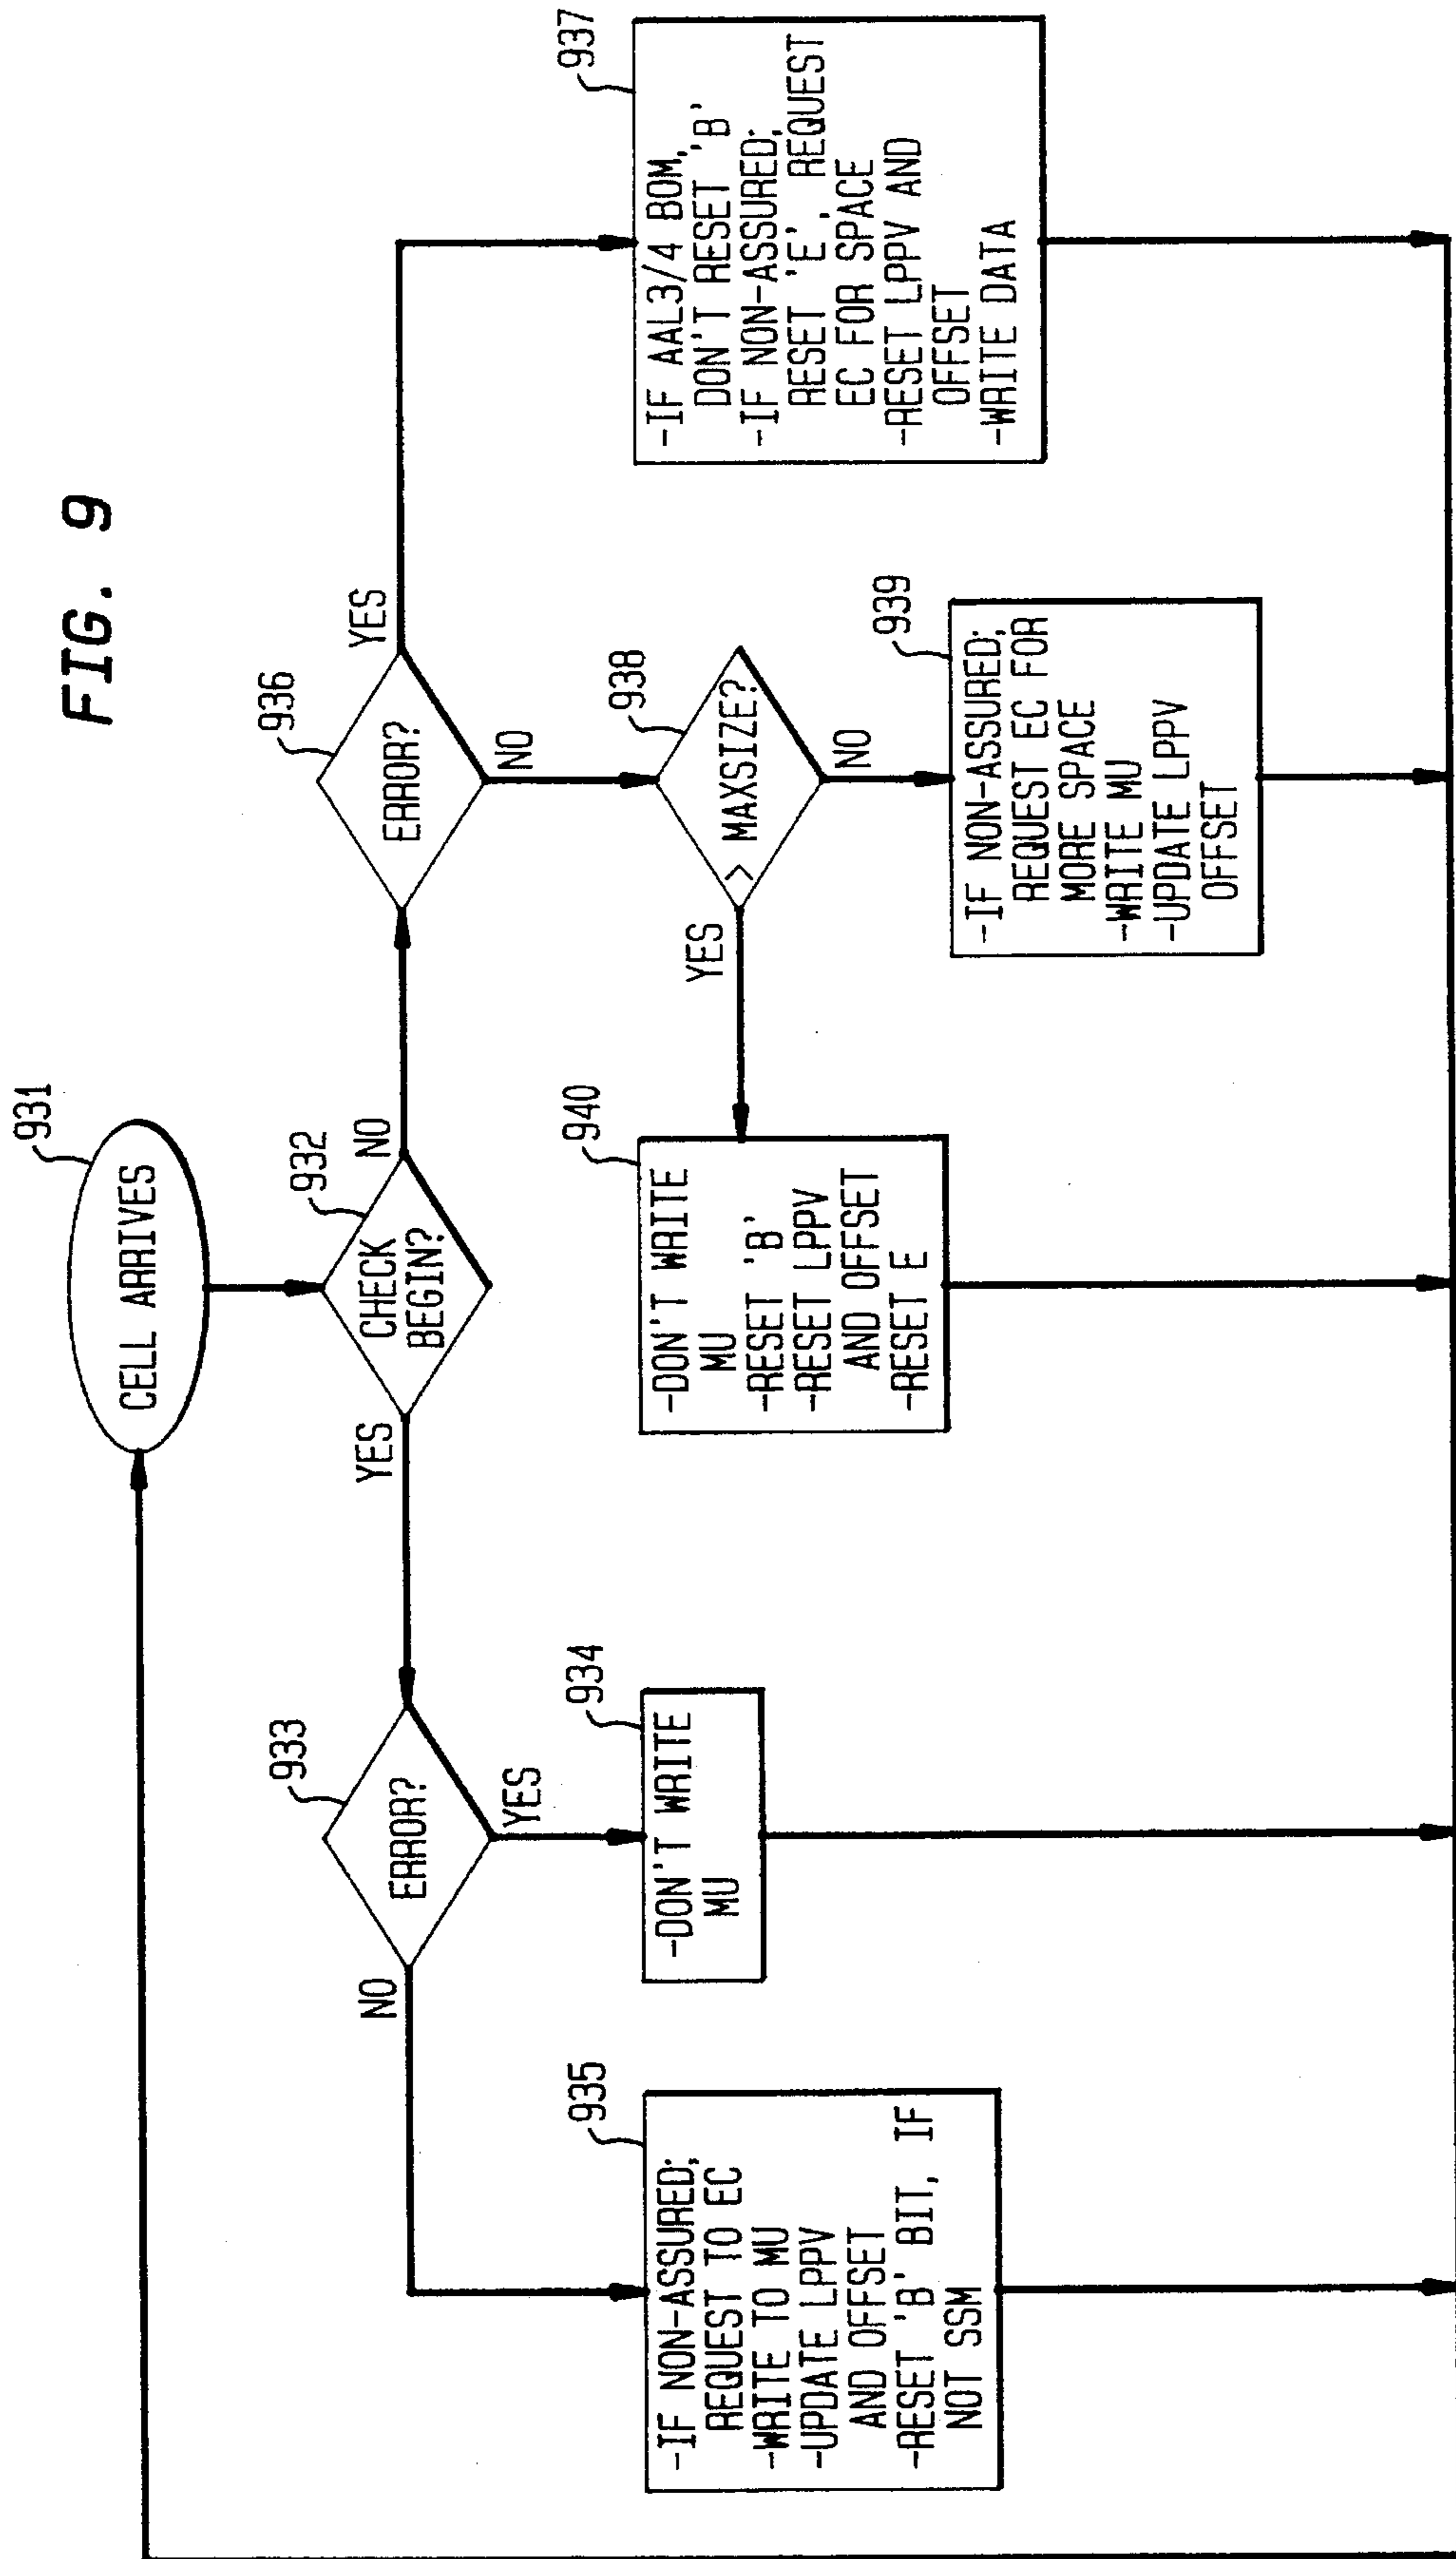 FIG. 9
931
CELL ARRIVES
932
CHECK
BEGIN?
YES
NO
933
ERROR?
NO
YES
936
ERROR?
YES
NO
935
-IF NON-ASSURED;
REQUEST TO EC
-WRITE TO MU
-UPDATE LPPV
AND OFFSET
-RESET 'B' BIT, IF
NOT SSM
934
-DON'T WRITE
MU
940
-DON'T WRITE
MU
-RESET 'B'
-RESET LPPV
AND OFFSET
-RESET E
938
> MAXSIZE?
YES
NO
937
-IF AAL3/4 BOM,
DON'T RESET 'B'
-IF NON-ASSURED;
RESET 'E', REQUEST
EC FOR SPACE
-RESET LPPV AND
OFFSET
-WRITE DATA
939
-IF NON-ASSURED;
REQUEST EC FOR
MORE SPACE
-WRITE MU
-UPDATE LPPV
OFFSET